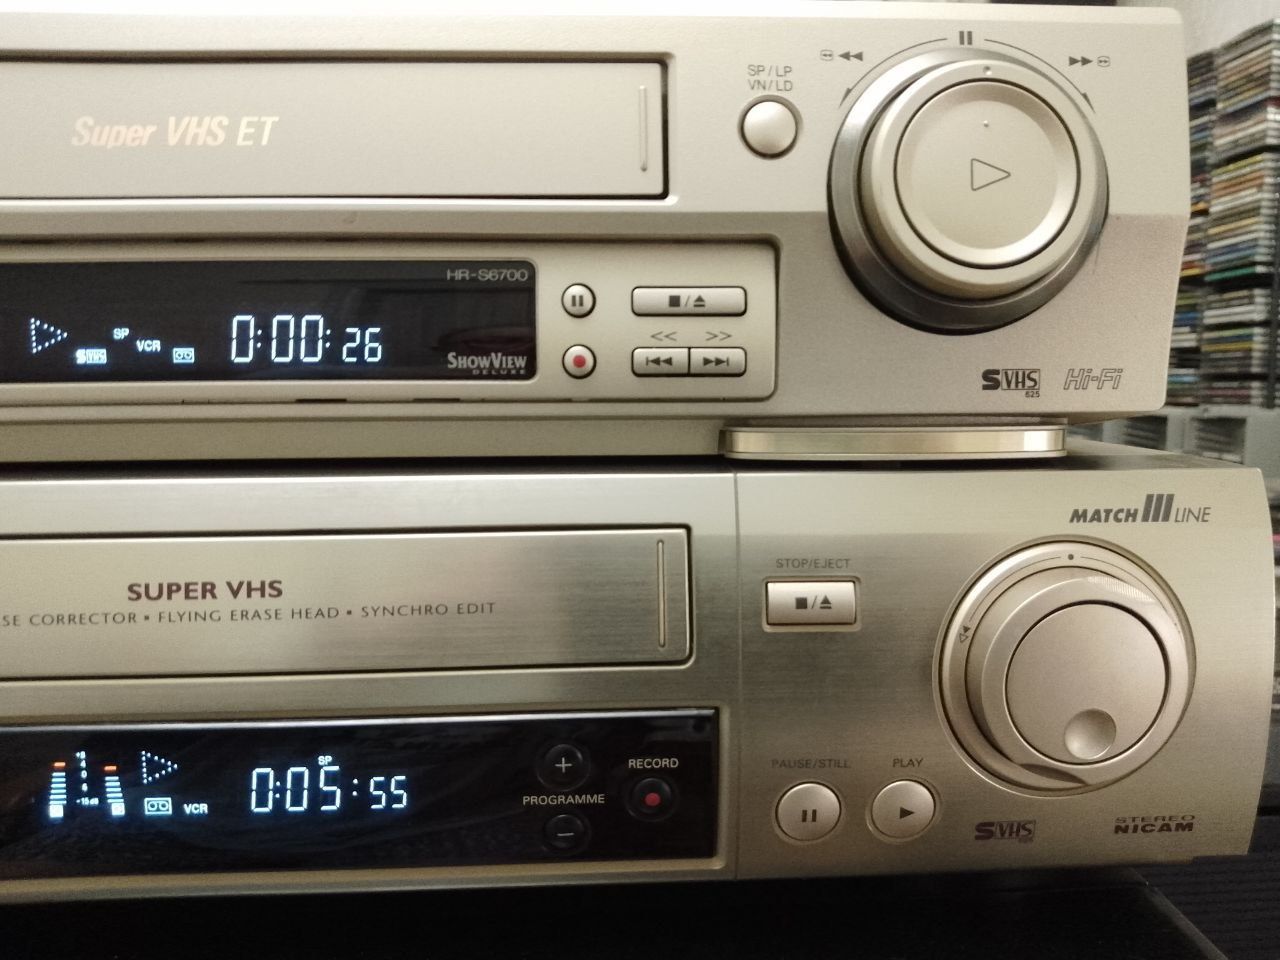 Super VHS ET
SP / LP
VN / LD
HR-S6700
SP
S VHS
VCR
0:00:26
SHOWVIEW
DELUXE
<< >>
S VHS
625
Hi-Fi
MATCH LINE
SUPER VHS
SE CORRECTOR ▪ FLYING ERASE HEAD ▪ SYNCHRO EDIT
STOP/EJECT
SP
0:05:55
VCR
RECORD
+
PROGRAMME
−
PAUSE/STILL
PLAY
S VHS
STEREO
NICAM